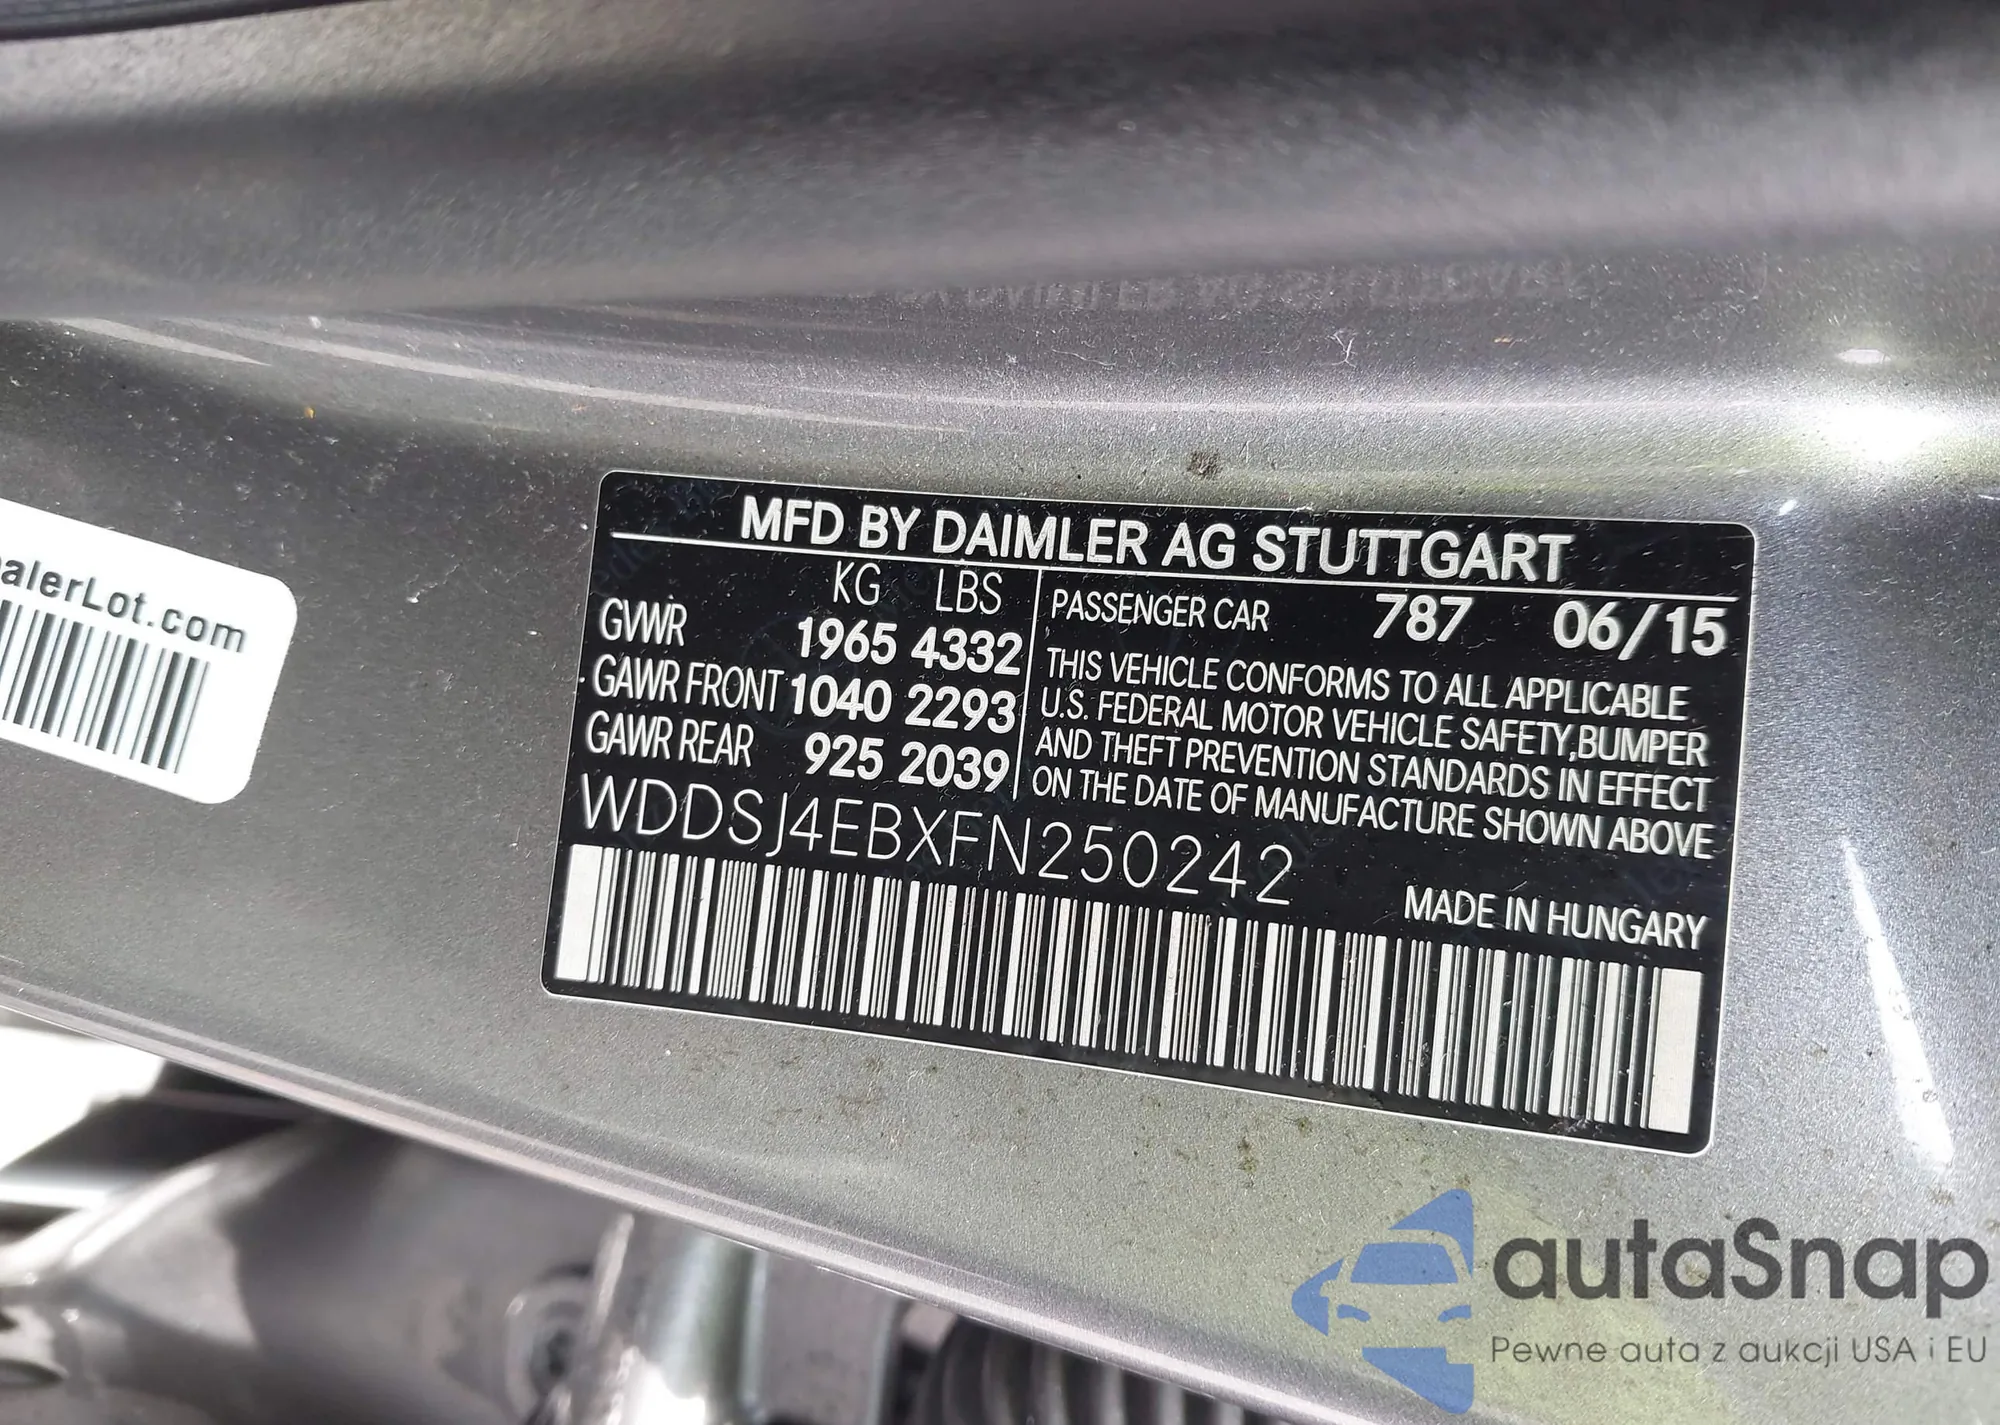 alerLot.com
MFD BY DAIMLER AG STUTTGART
KG LBS
GVWR 1965 4332
GAWR FRONT 1040 2293
GAWR REAR 925 2039
PASSENGER CAR 787 06/15
THIS VEHICLE CONFORMS TO ALL APPLICABLE
U.S. FEDERAL MOTOR VEHICLE SAFETY,BUMPER
AND THEFT PREVENTION STANDARDS IN EFFECT
ON THE DATE OF MANUFACTURE SHOWN ABOVE
WDDSJ4EBXFN250242
MADE IN HUNGARY
autaSnap
Pewne auta z aukcji USA i EU